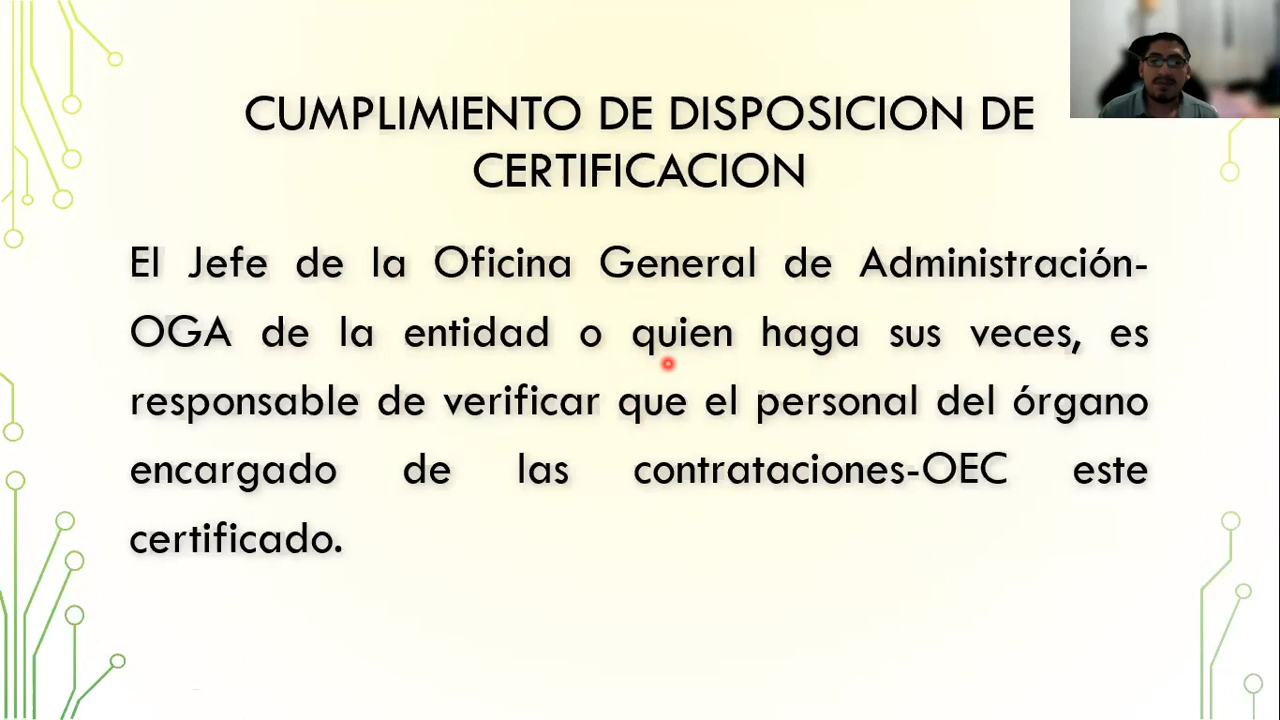 CUMPLIMIENTO DE DISPOSICION DE
CERTIFICACION
El Jefe de la Oficina General de Administración-
OGA de la entidad o quien haga sus veces, es
responsable de verificar que el personal del órgano
encargado de las contrataciones-OEC este
certificado.